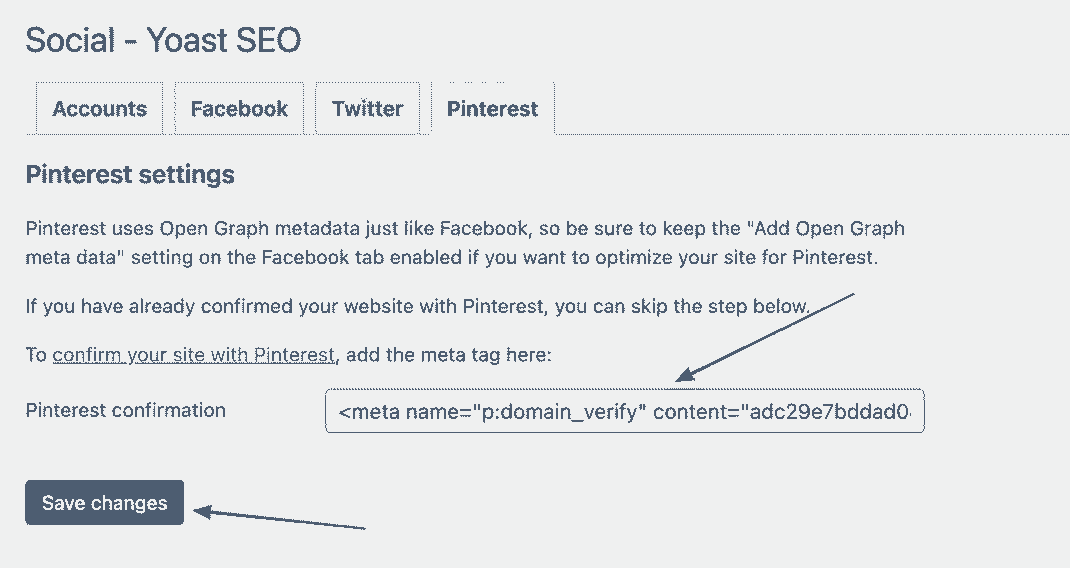 Social - Yoast SEO
Accounts Facebook Twitter Pinterest
Pinterest settings
Pinterest uses Open Graph metadata just like Facebook, so be sure to keep the "Add Open Graph
meta data" setting on the Facebook tab enabled if you want to optimize your site for Pinterest.
If you have already confirmed your website with Pinterest, you can skip the step below.
To confirm your site with Pinterest, add the meta tag here:
Pinterest confirmation <meta name="p:domain_verify" content="adc29e7bddad0
Save changes